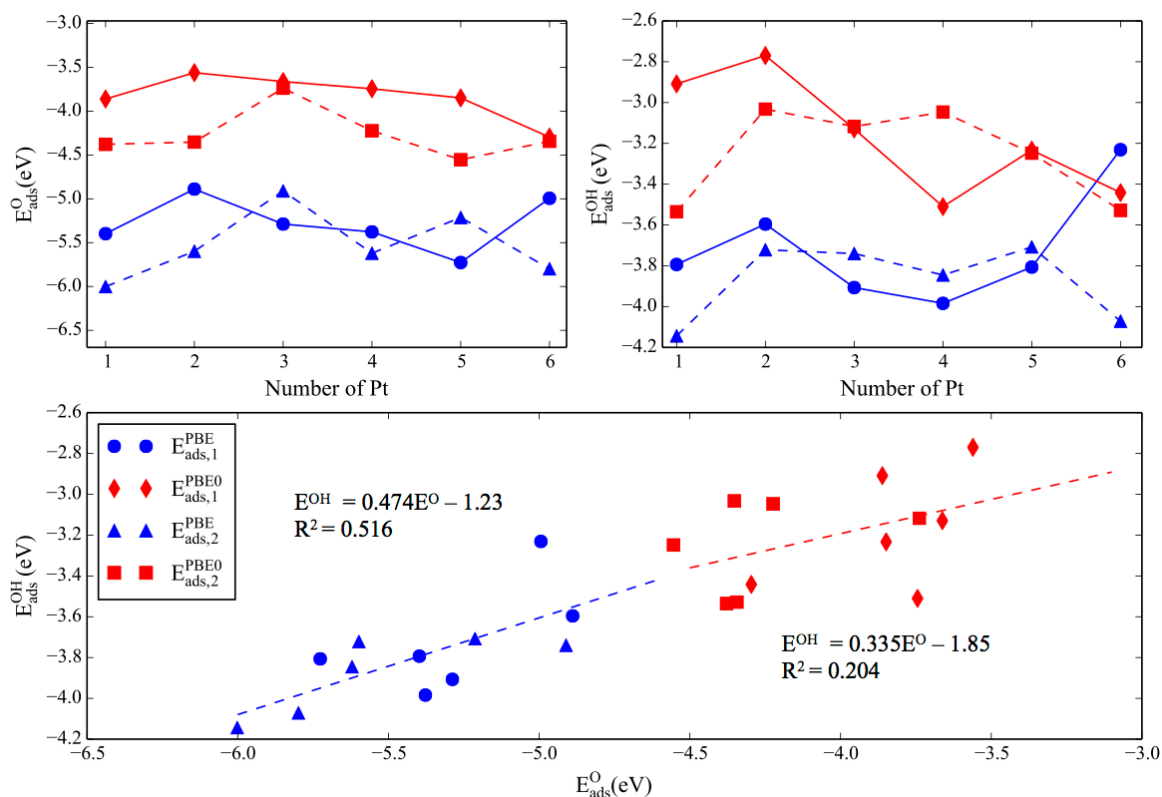 −3.0
−3.5
−4.0
−4.5
−5.0
−5.5
−6.0
−6.5
E^O_ads(eV)
1 2 3 4 5 6
Number of Pt
−2.6
−2.8
−3.0
−3.2
−3.4
−3.6
−3.8
−4.0
−4.2
E^OH_ads(eV)
1 2 3 4 5 6
Number of Pt
−2.6
−2.8
−3.0
−3.2
−3.4
−3.6
−3.8
−4.0
−4.2
E^OH_ads(eV)
E^PBE_ads,1
E^PBE0_ads,1
E^PBE_ads,2
E^PBE0_ads,2
E^OH = 0.474E^O − 1.23
R² = 0.516
E^OH = 0.335E^O − 1.85
R² = 0.204
−6.5 −6.0 −5.5 −5.0 −4.5 −4.0 −3.5 −3.0
E^O_ads(eV)